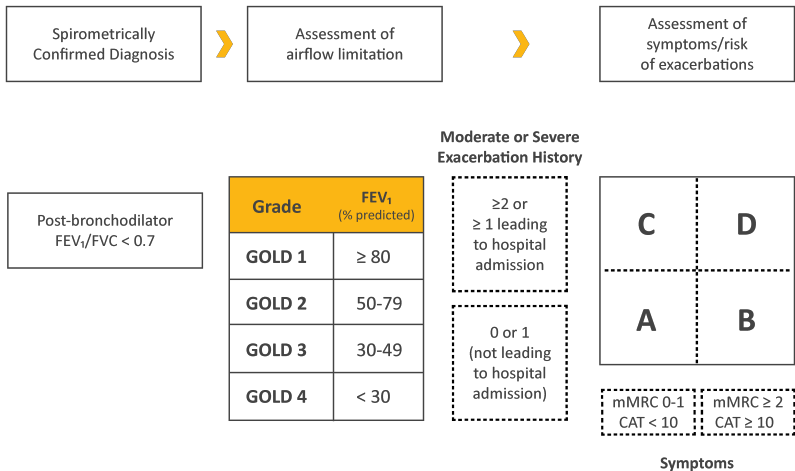 Spirometrically
Confirmed Diagnosis
Assessment of
airflow limitation
Assessment of
symptoms/risk
of exacerbations
Moderate or Severe
Exacerbation History
Post-bronchodilator
FEV₁/FVC < 0.7
Grade
FEV₁
(% predicted)
GOLD 1
≥ 80
GOLD 2
50-79
GOLD 3
30-49
GOLD 4
< 30
≥2 or
≥ 1 leading
to hospital
admission
0 or 1
(not leading
to hospital
admission)
C
D
A
B
mMRC 0-1
CAT < 10
mMRC ≥ 2
CAT ≥ 10
Symptoms